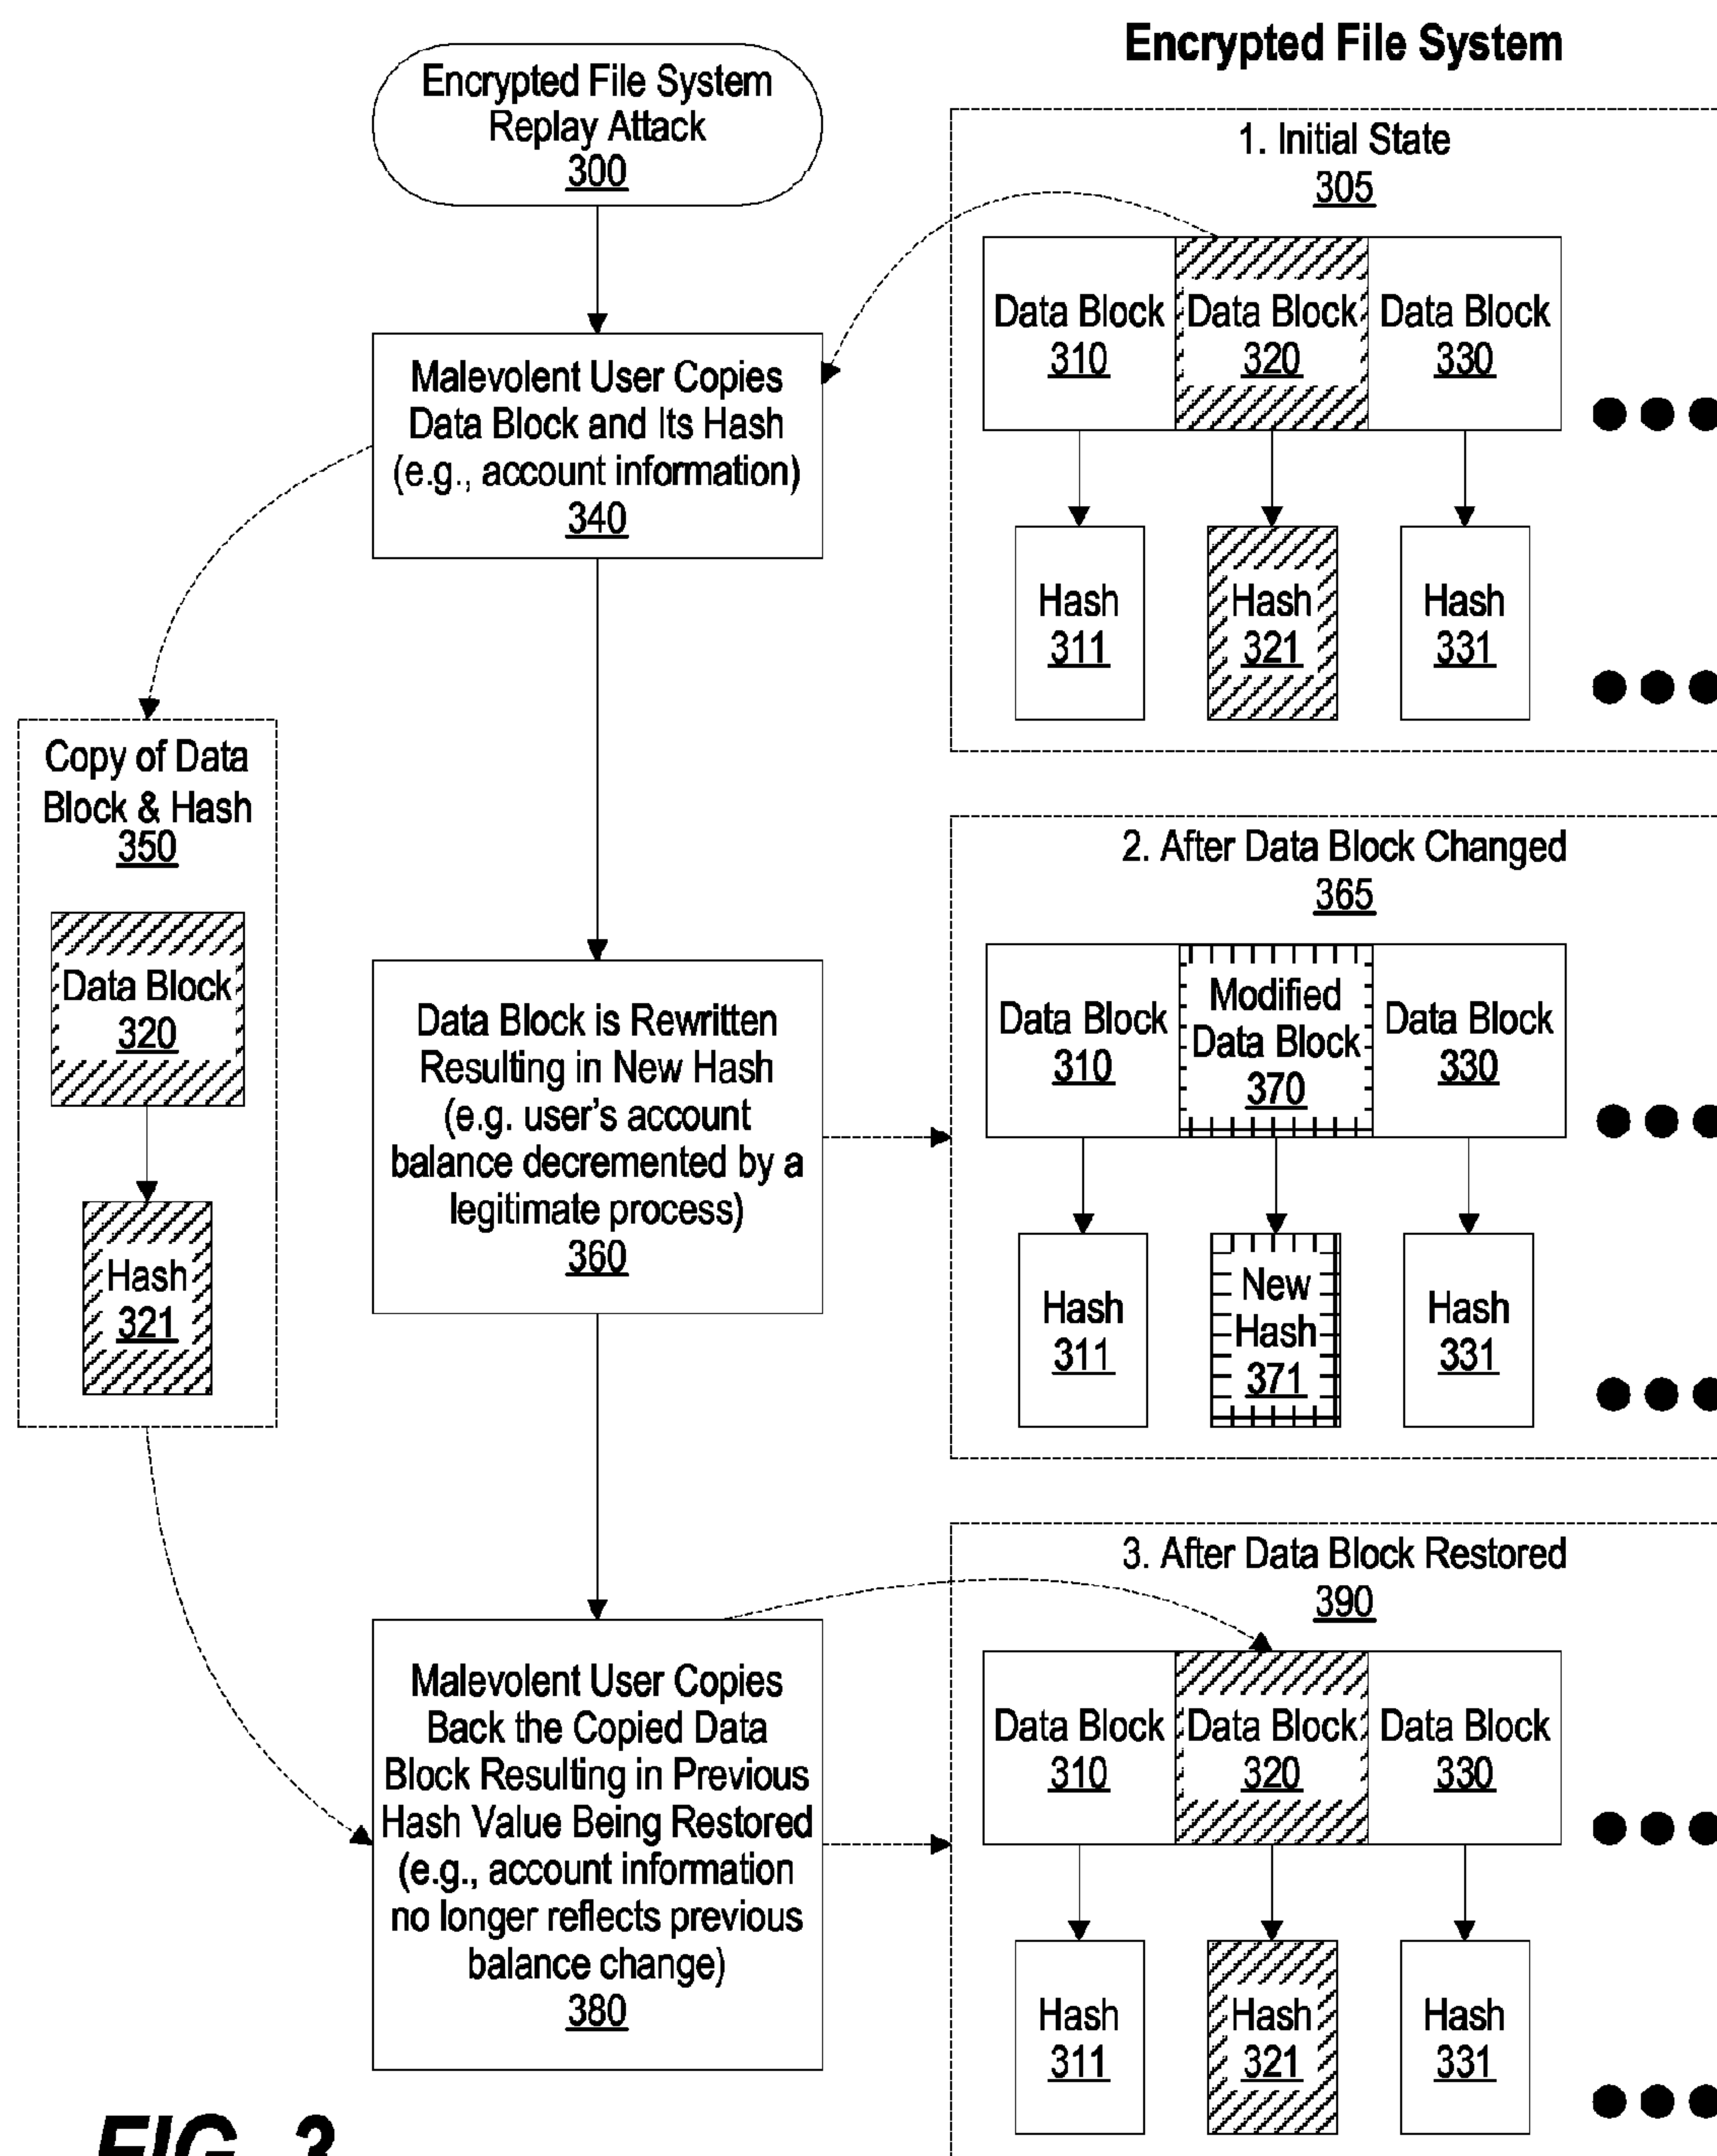 Encrypted File System
Encrypted File System
Replay Attack
300
1. Initial State
305
Data Block
310
Data Block
320
Data Block
330
Hash
311
Hash
321
Hash
331
Malevolent User Copies
Data Block and Its Hash
(e.g., account information)
340
Copy of Data
Block & Hash
350
Data Block
320
Hash
321
Data Block is Rewritten
Resulting in New Hash
(e.g. user's account
balance decremented by a
legitimate process)
360
2. After Data Block Changed
365
Data Block
310
Modified
Data Block
370
Data Block
330
Hash
311
New
Hash
371
Hash
331
Malevolent User Copies
Back the Copied Data
Block Resulting in Previous
Hash Value Being Restored
(e.g., account information
no longer reflects previous
balance change)
380
3. After Data Block Restored
390
Data Block
310
Data Block
320
Data Block
330
Hash
311
Hash
321
Hash
331
FIG. 3